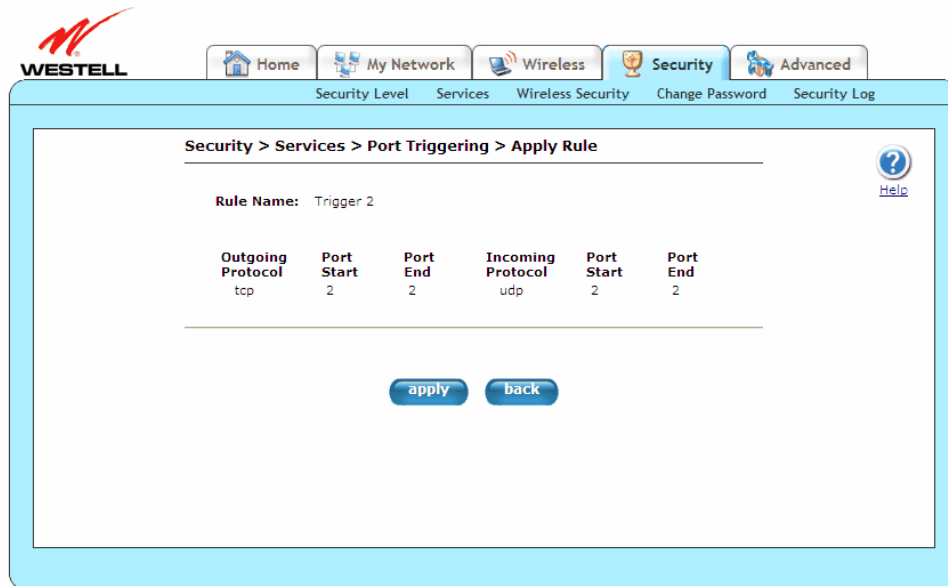 WESTELL
Home My Network Wireless Security Advanced
Security Level Services Wireless Security Change Password Security Log
Security > Services > Port Triggering > Apply Rule
Help
Rule Name: Trigger 2
Outgoing Port Port Incoming Port Port
Protocol Start End Protocol Start End
tcp 2 2 udp 2 2
apply back